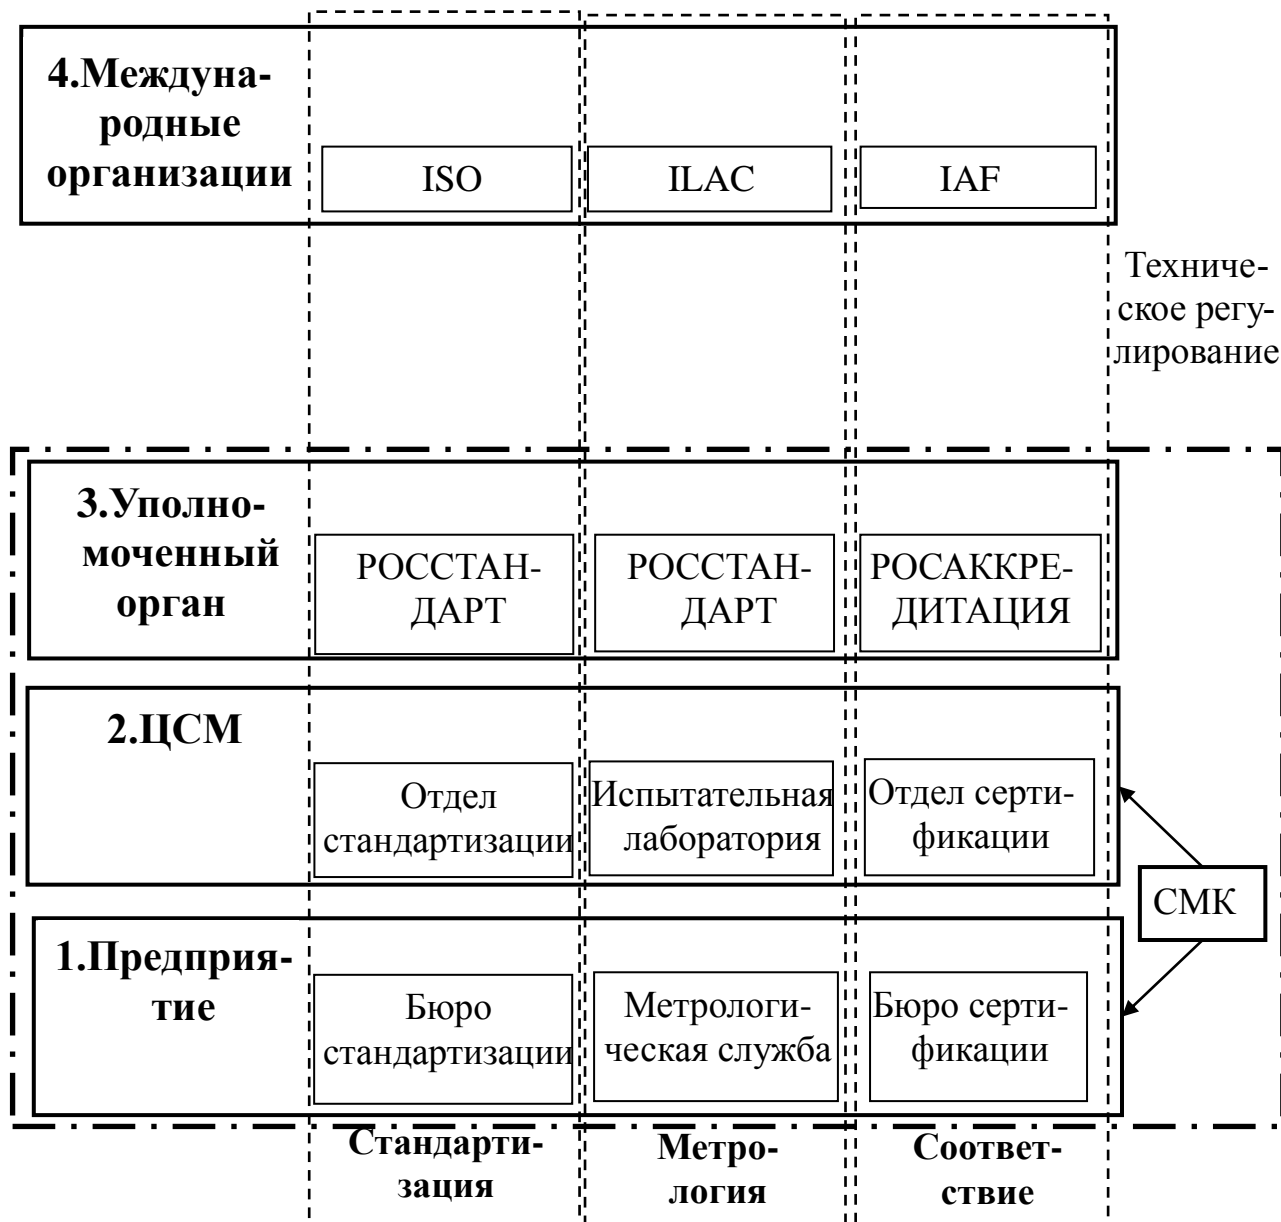 4.Междуна-
родные
организации
ISO
ILAC
IAF
Техниче-
ское регу-
лирование
3.Уполно-
моченный
орган
РОССТАН-
ДАРТ
РОССТАН-
ДАРТ
РОСАККРЕ-
ДИТАЦИЯ
2.ЦСМ
Отдел
стандартизации
Испытательная
лаборатория
Отдел серти-
фикации
СМК
1.Предприя-
тие
Бюро
стандартизации
Метрологи-
ческая служба
Бюро серти-
фикации
Стандарти-
зация
Метро-
логия
Соответ-
ствие